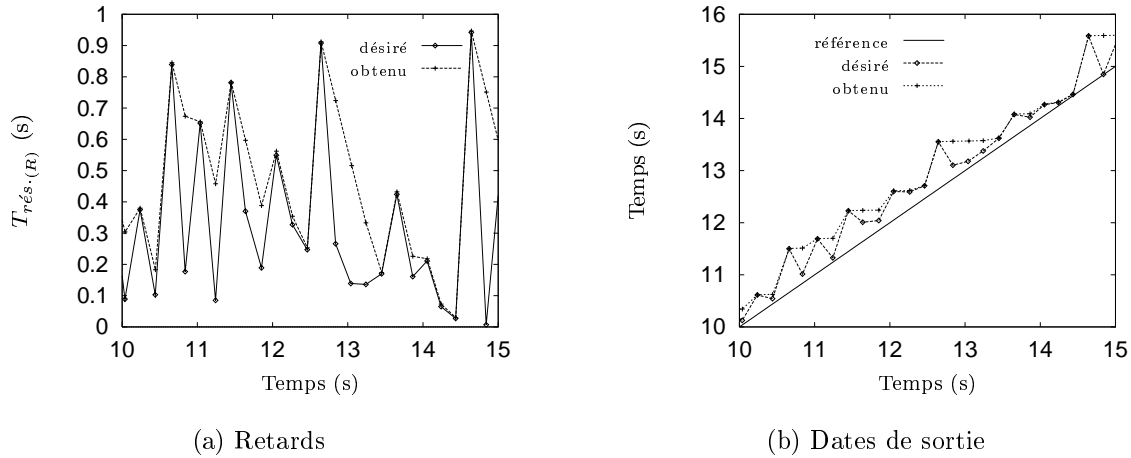 1
0.9
0.8
0.7
0.6
0.5
0.4
0.3
0.2
0.1
0
10 11 12 13 14 15
T rés.(R) (s)
Temps (s)
désiré
obtenu
(a) Retards
16
15
14
13
12
11
10
10 11 12 13 14 15
Temps (s)
Temps (s)
référence
désiré
obtenu
(b) Dates de sortie